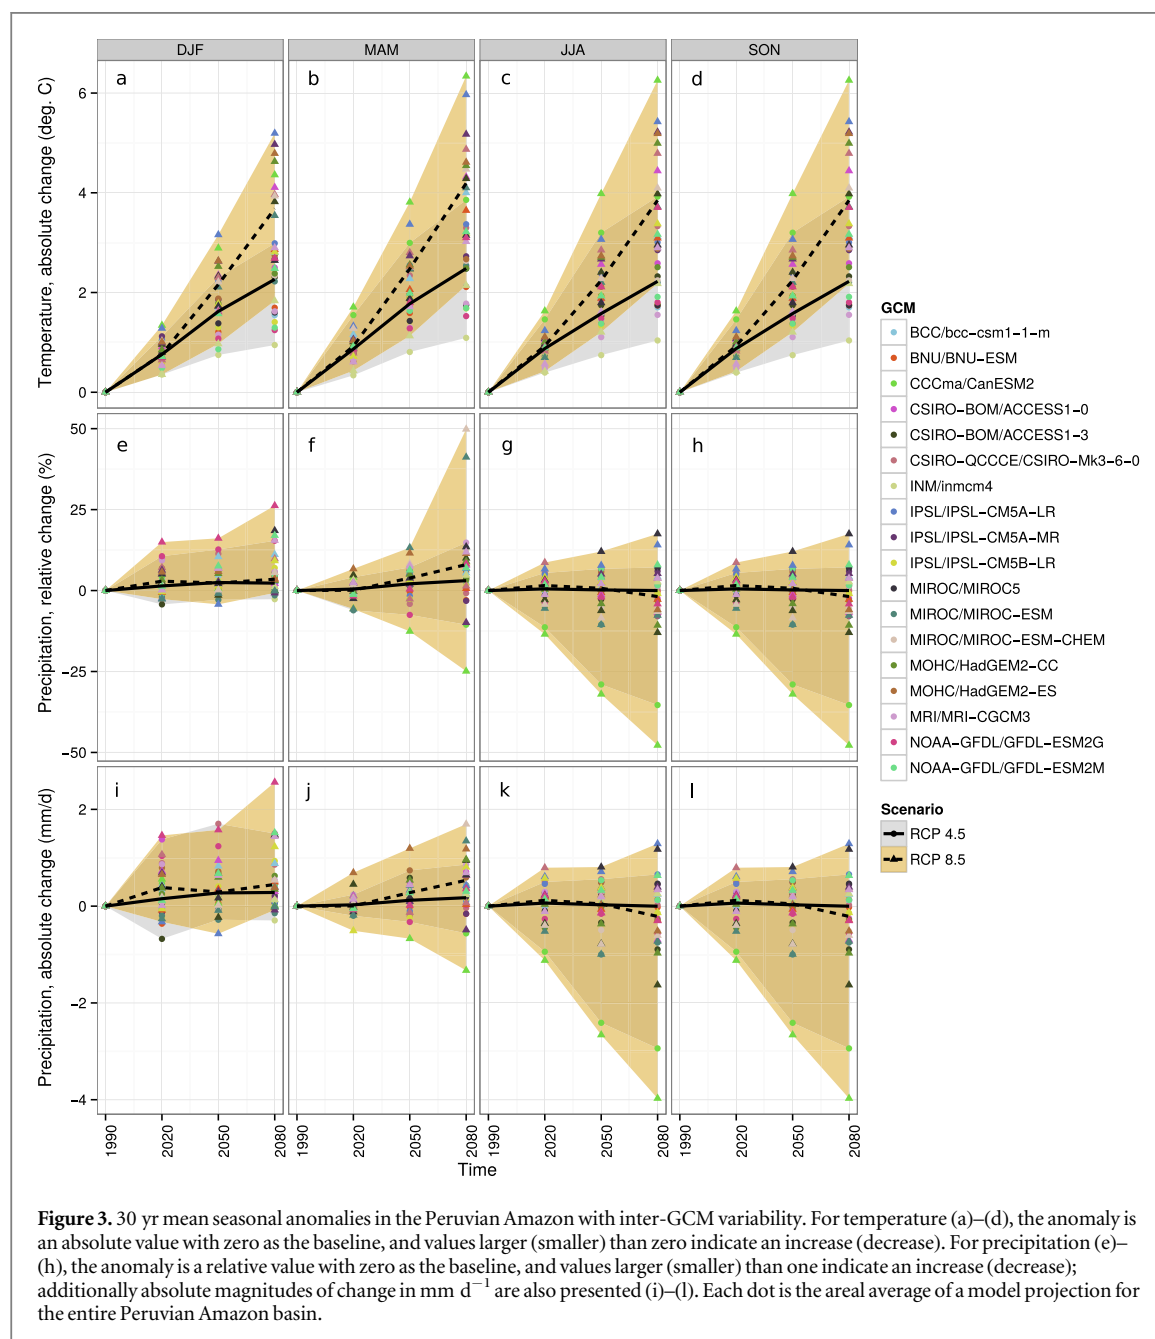 DJF
MAM
JJA
SON
Temperature, absolute change (deg. C)
6
4
2
0
a
b
c
d
Precipitation, relative change (%)
50
25
0
−25
−50
e
f
g
h
Precipitation, absolute change (mm/d)
2
0
−2
−4
i
j
k
l
1990
2020
2050
2080
1990
2020
2050
2080
1990
2020
2050
2080
1990
2020
2050
2080
Time
GCM
BCC/bcc−csm1−1−m
BNU/BNU−ESM
CCCma/CanESM2
CSIRO−BOM/ACCESS1−0
CSIRO−BOM/ACCESS1−3
CSIRO−QCCCE/CSIRO−Mk3−6−0
INM/inmcm4
IPSL/IPSL−CM5A−LR
IPSL/IPSL−CM5A−MR
IPSL/IPSL−CM5B−LR
MIROC/MIROC5
MIROC/MIROC−ESM
MIROC/MIROC−ESM−CHEM
MOHC/HadGEM2−CC
MOHC/HadGEM2−ES
MRI/MRI−CGCM3
NOAA−GFDL/GFDL−ESM2G
NOAA−GFDL/GFDL−ESM2M
Scenario
RCP 4.5
RCP 8.5
Figure 3. 30 yr mean seasonal anomalies in the Peruvian Amazon with inter-GCM variability. For temperature (a)–(d), the anomaly is
an absolute value with zero as the baseline, and values larger (smaller) than zero indicate an increase (decrease). For precipitation (e)–
(h), the anomaly is a relative value with zero as the baseline, and values larger (smaller) than one indicate an increase (decrease);
additionally absolute magnitudes of change in mm d⁻¹ are also presented (i)–(l). Each dot is the areal average of a model projection for
the entire Peruvian Amazon basin.